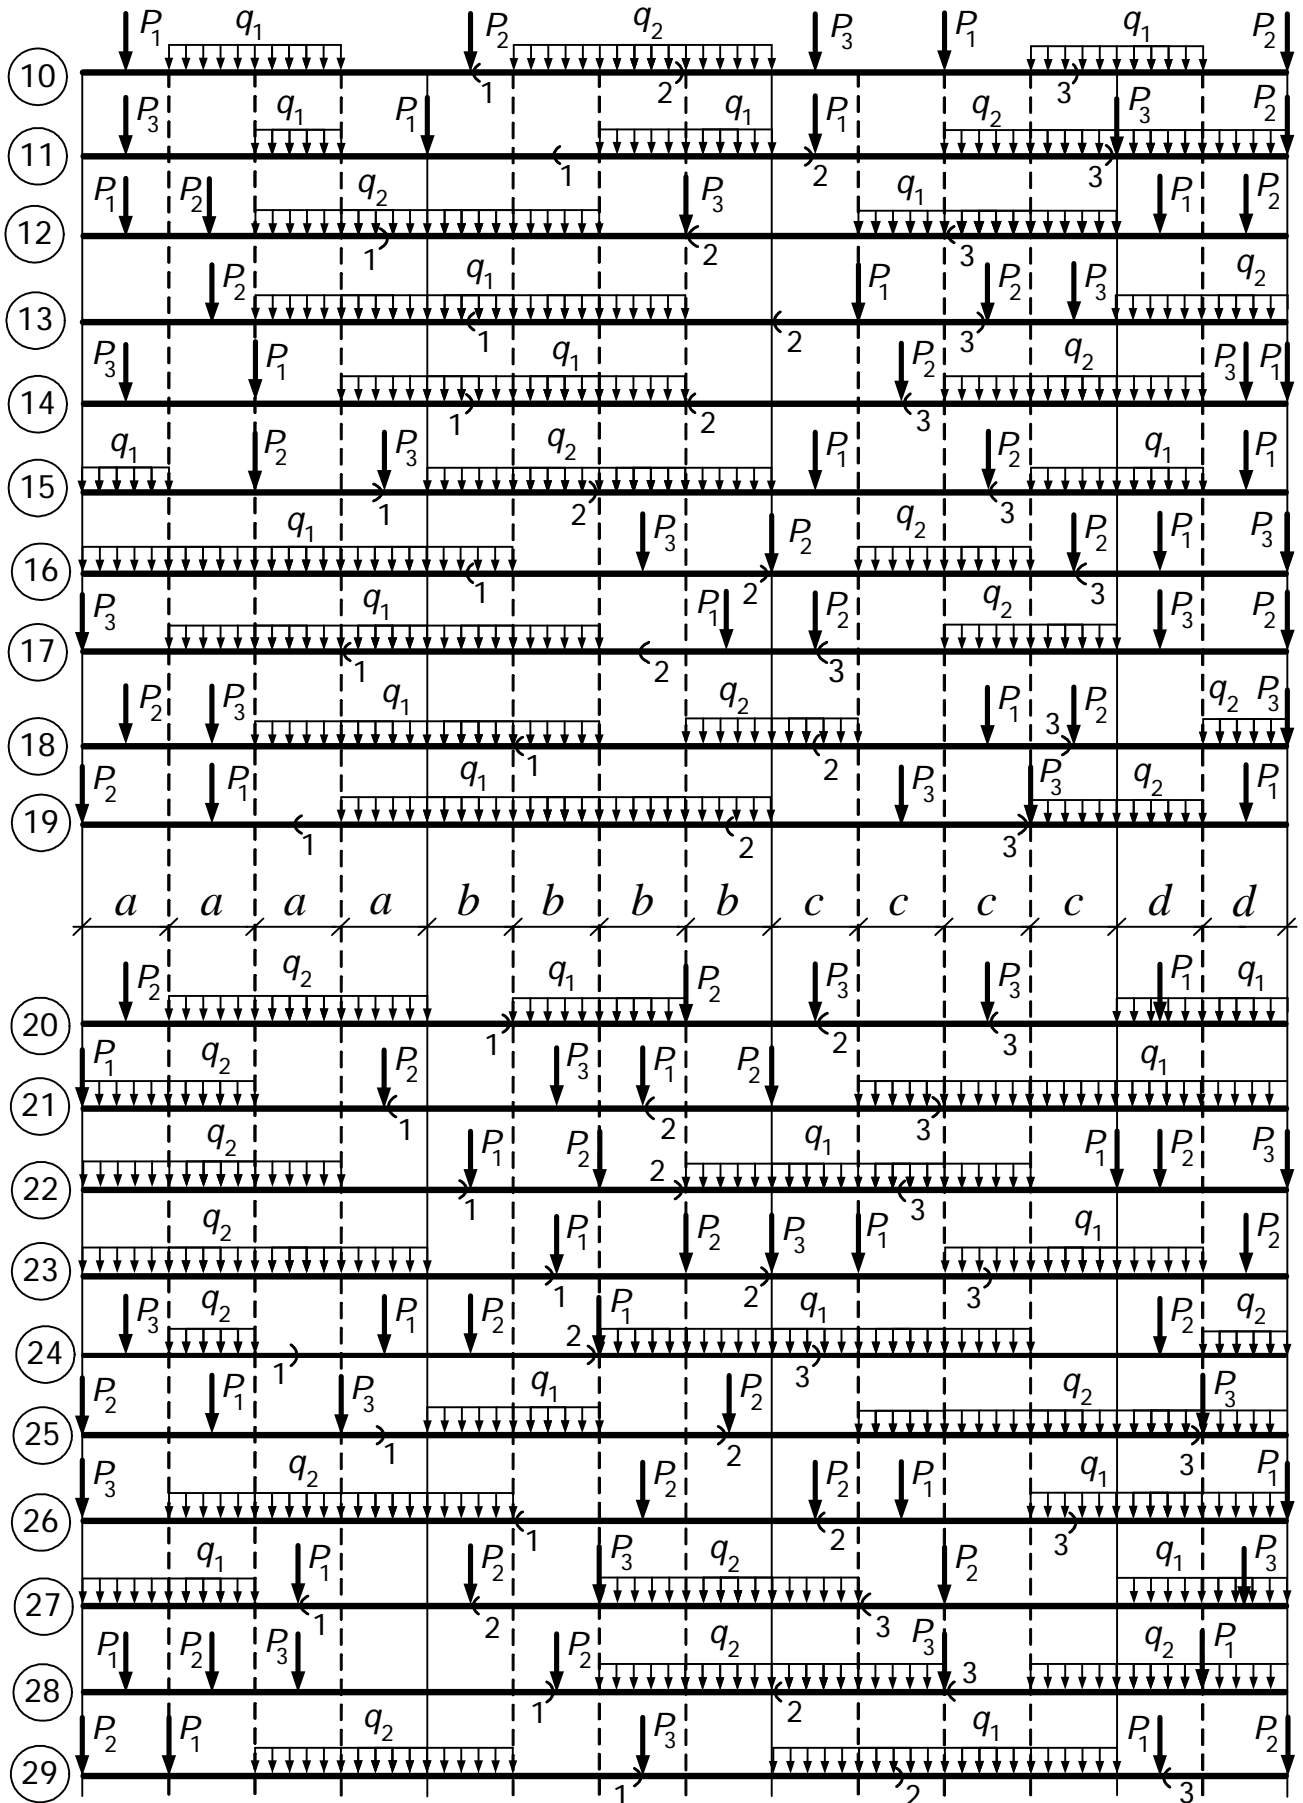 P1 q1 P2 q2 P3 P1 q1 P2
10 1 2 3
P3 q1 P1 q1 P1 q2 P3 P2
11 1 2 3
P1 P2 q2 P3 q1 P1 P2
12 1 2 3
P2 q1 P1 P2 P3 q2
13 1 2 3
P3 P1 q1 P2 q2 P3 P1
14 1 2 3
q1 P2 P3 q2 P1 P2 q1 P1
15 1 2 3
q1 P3 P2 q2 P2 P1 P3
16 1 2 3
P3 q1 P1 P2 q2 P3 P2
17 1 2 3
P2 P3 q1 q2 P1 3 P2 q2 P3
18 1 2
P2 P1 q1 P3 P3 q2 P1
19 1 2 3
a a a a b b b b c c c c d d
P2 q2 q1 P2 P3 P3 P1 q1
20 1 2 3
P1 q2 P2 P3 P1 P2 q1
21 1 2 3
q2 P1 P2 2 q1 P1 P2 P3
22 1 3
q2 P1 P2 P3 P1 q1 P2
23 1 2 3
P3 q2 P1 P2 2 P1 q1 P2 q2
24 1 3
P2 P1 P3 q1 P2 q2 P3
25 1 2 3
P3 q2 P2 P2 P1 q1 P1
26 1 2 3
q1 P1 P2 P3 q2 P2 q1 P3
27 1 2 3
P1 P2 P3 P2 q2 P3 3 q2 P1
28 1 2
P2 P1 q2 P3 q1 P1 P2
29 1 2 3